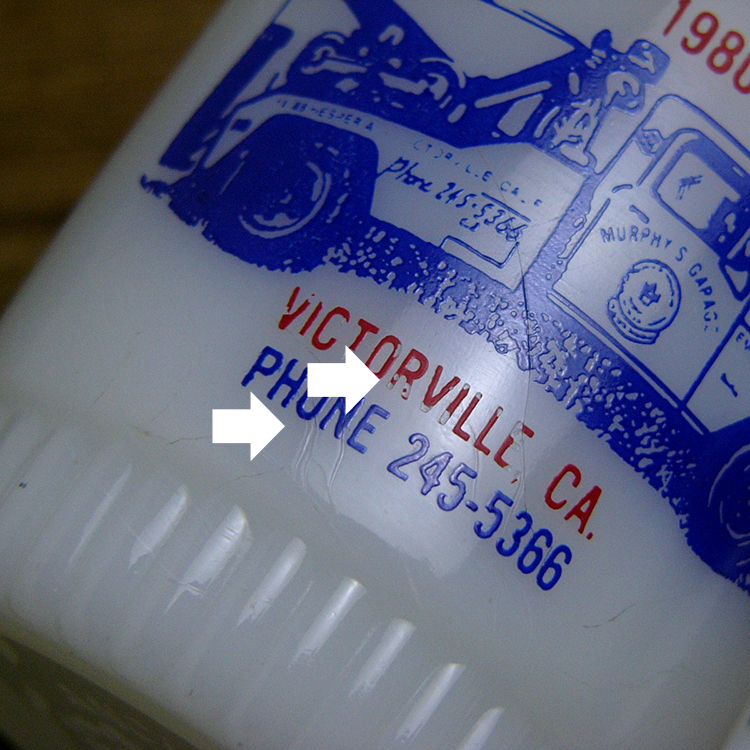 1980
Phone 245-5366
MURPHY'S GARAGE
VICTORVILLE, CA.
PHONE 245-5366